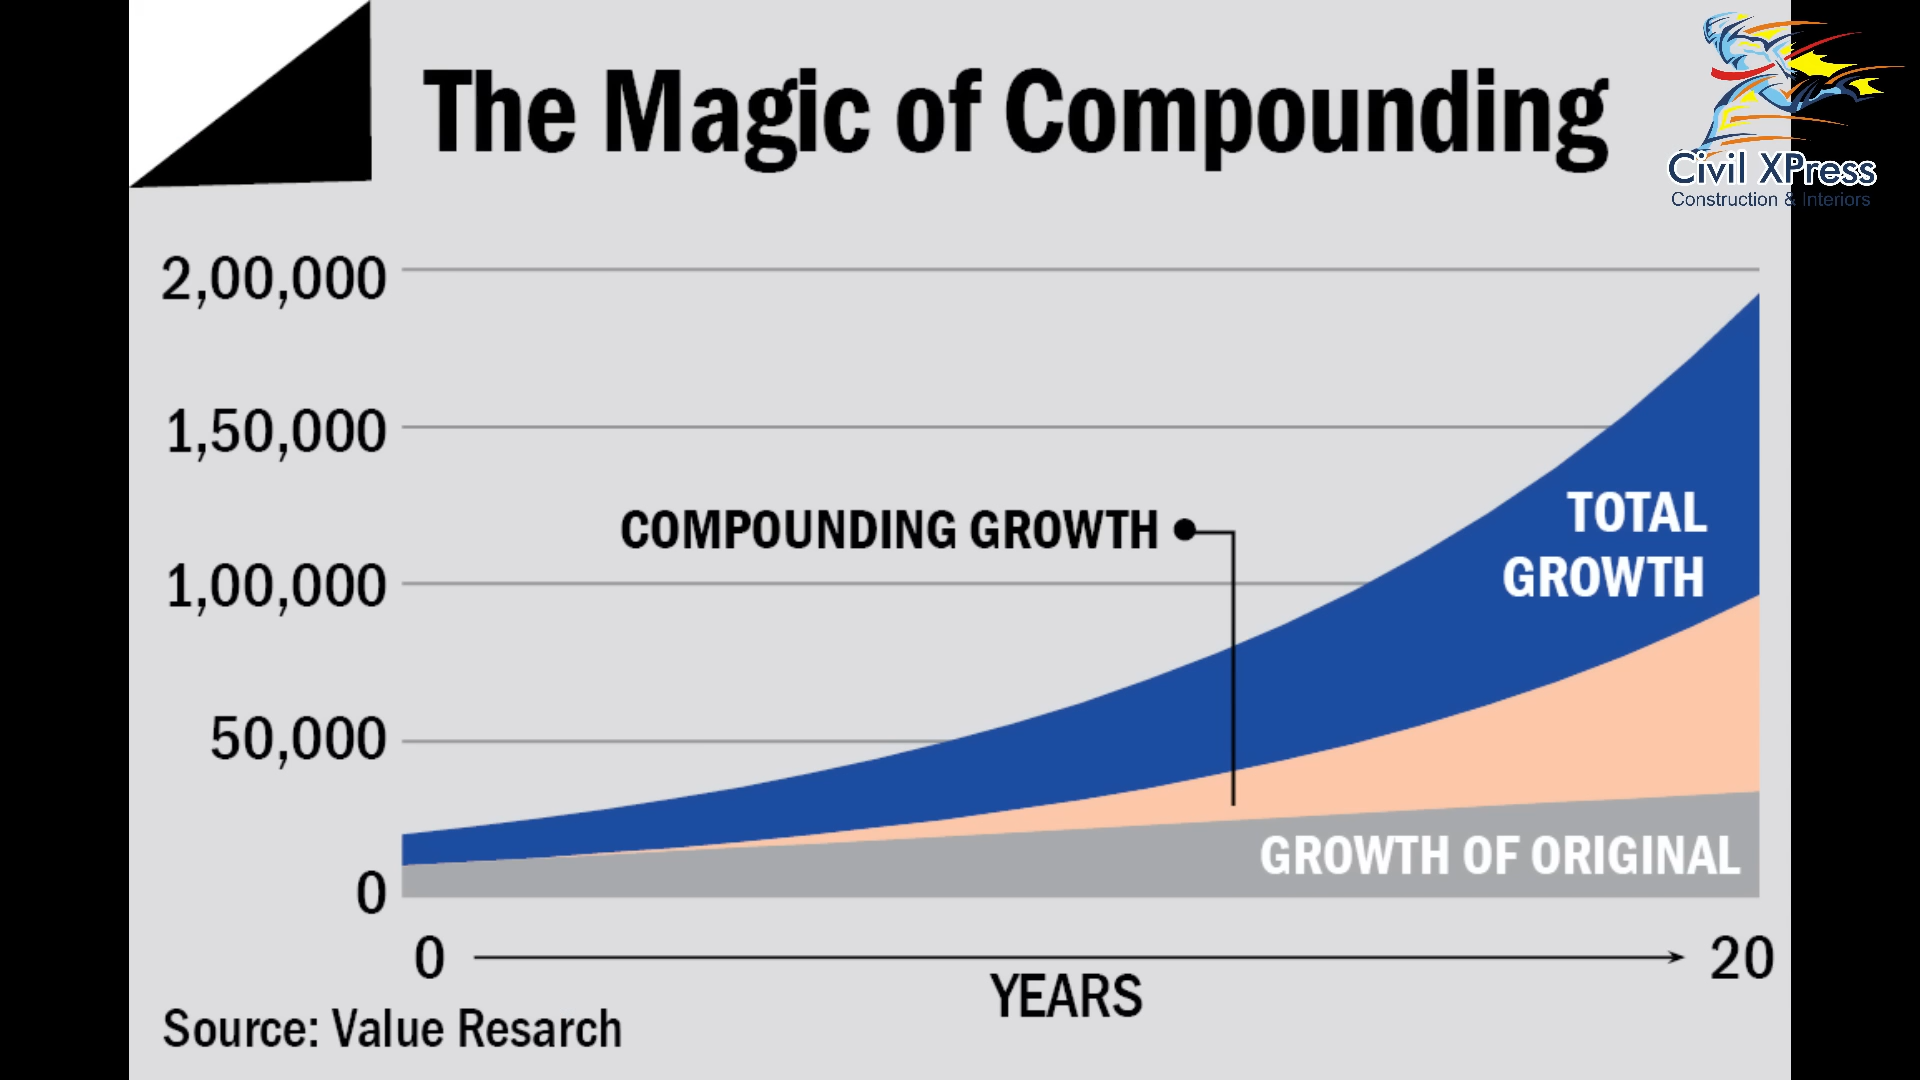 The Magic of Compounding
Civil XPress
Construction & Interiors
2,00,000
1,50,000
1,00,000
50,000
0
COMPOUNDING GROWTH
TOTAL
GROWTH
GROWTH OF ORIGINAL
0
20
YEARS
Source: Value Resarch